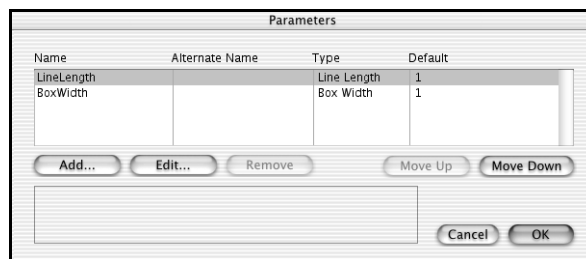 Parameters
Name Alternate Name Type Default
LineLength Line Length 1
BoxWidth Box Width 1
Add... Edit... Remove Move Up Move Down
Cancel OK